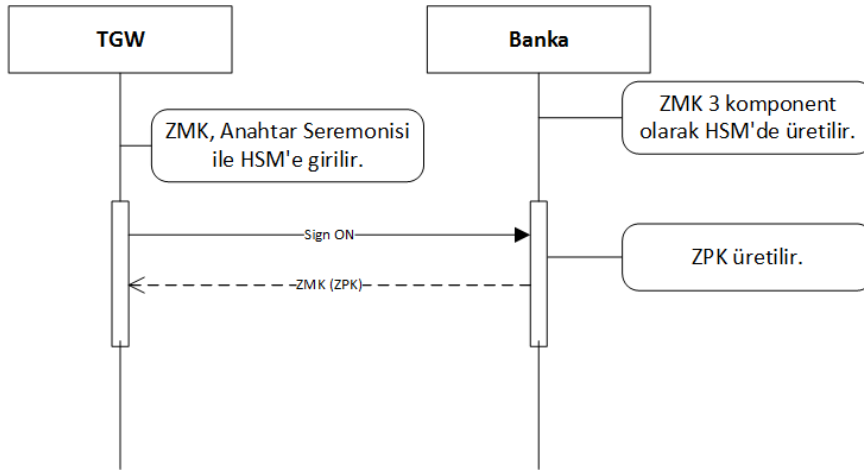 TGW
Banka
ZMK 3 komponent
olarak HSM'de üretilir.
ZMK, Anahtar Seremonisi
ile HSM'e girilir.
Sign ON
ZPK üretilir.
ZMK (ZPK)